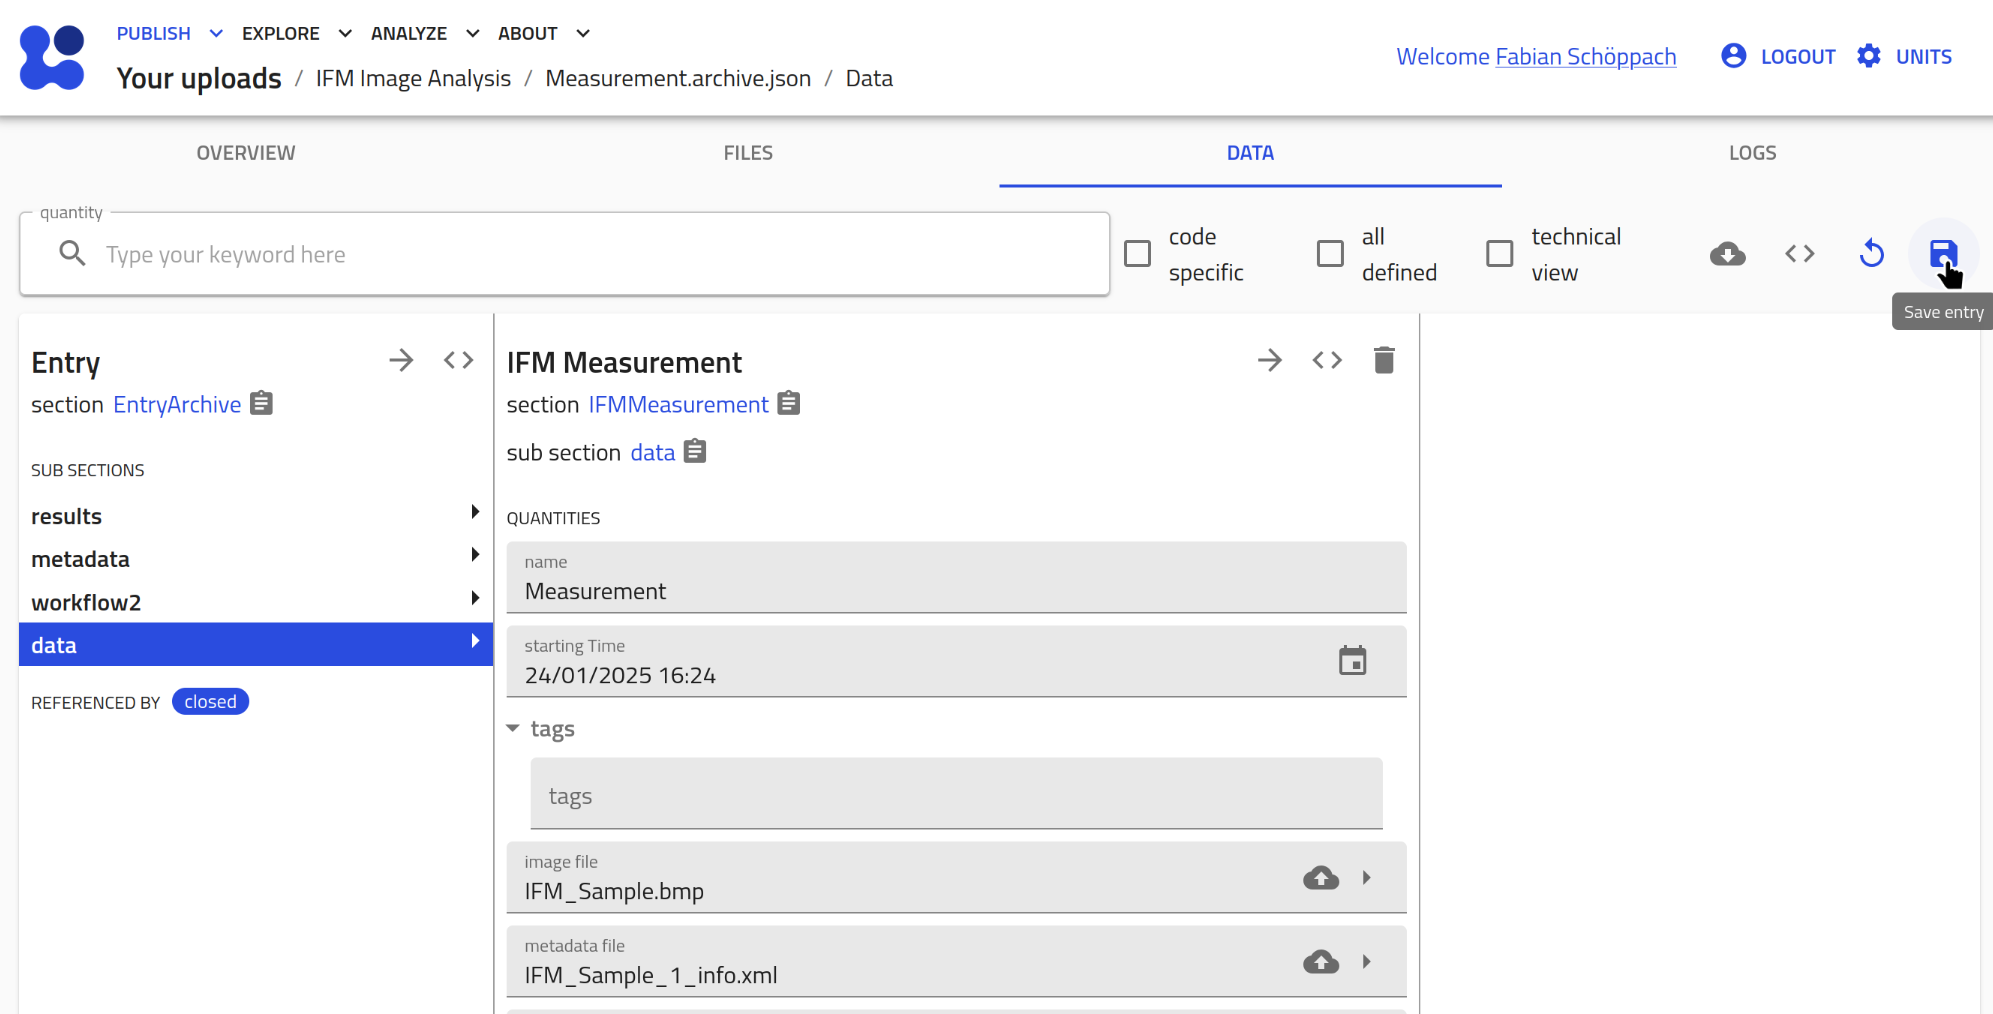 PUBLISH EXPLORE ANALYZE ABOUT
Your uploads / IFM Image Analysis / Measurement.archive.json / Data
Welcome Fabian Schöppach LOGOUT UNITS
OVERVIEW FILES DATA LOGS
quantity
Type your keyword here
code specific
all defined
technical view
Save entry
Entry
section EntryArchive
SUB SECTIONS
results
metadata
workflow2
data
REFERENCED BY closed
IFM Measurement
section IFMMeasurement
sub section data
QUANTITIES
name
Measurement
starting Time
24/01/2025 16:24
tags
tags
image file
IFM_Sample.bmp
metadata file
IFM_Sample_1_info.xml